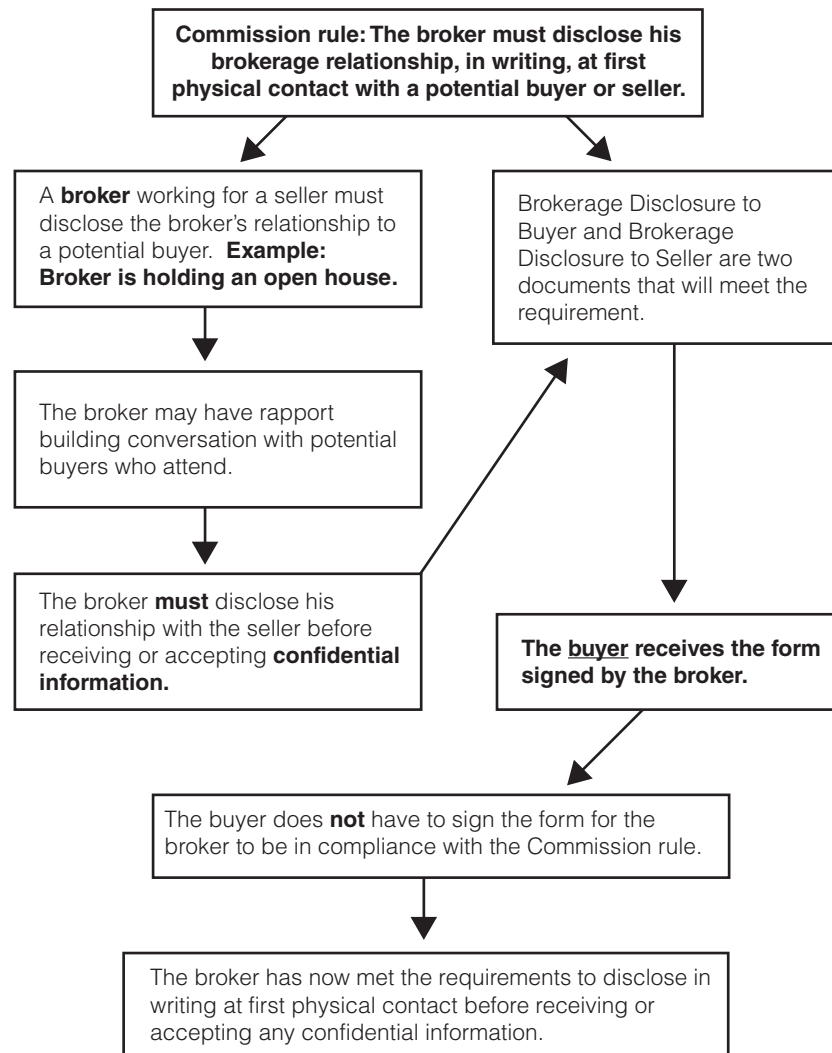 Commission rule: The broker must disclose his
brokerage relationship, in writing, at first
physical contact with a potential buyer or seller.
A broker working for a seller must
disclose the broker's relationship to
a potential buyer. Example:
Broker is holding an open house.
Brokerage Disclosure to
Buyer and Brokerage
Disclosure to Seller are two
documents that will meet the
requirement.
The broker may have rapport
building conversation with potential
buyers who attend.
The broker must disclose his
relationship with the seller before
receiving or accepting confidential
information.
The buyer receives the form
signed by the broker.
The buyer does not have to sign the form for the
broker to be in compliance with the Commission rule.
The broker has now met the requirements to disclose in
writing at first physical contact before receiving or
accepting any confidential information.